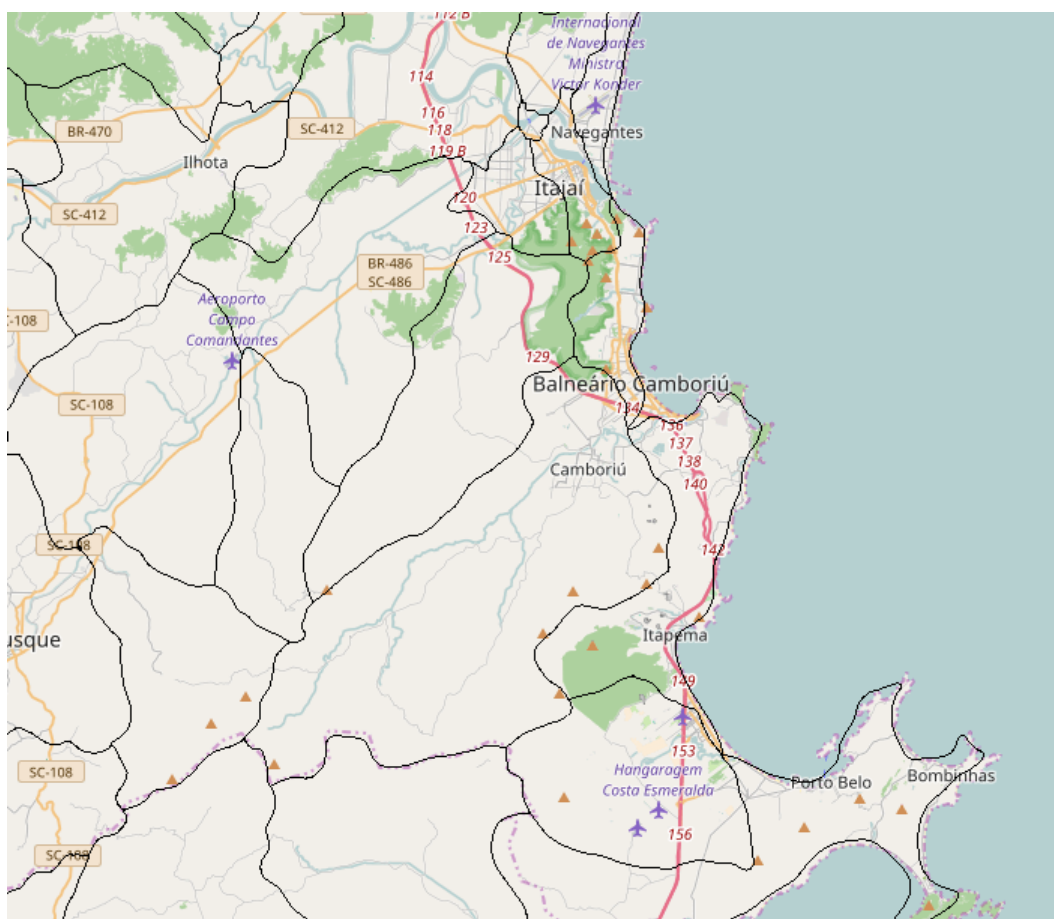 112 B
Internacional
de Navegantes
Ministro
Victor Konder
114
116
BR-470
SC-412
118
Navegantes
119 B
Ilhota
Itajaí
120
SC-412
123
125
BR-486
SC-486
Aeroporto
Campo
Comandantes
-108
129
Balneário Camboriú
SC-108
134
136
137
138
Camboriú
140
SC-108
142
usque
Itapema
149
153
SC-108
Hangaragem
Costa Esmeralda
Porto Belo
Bombinhas
156
SC-108